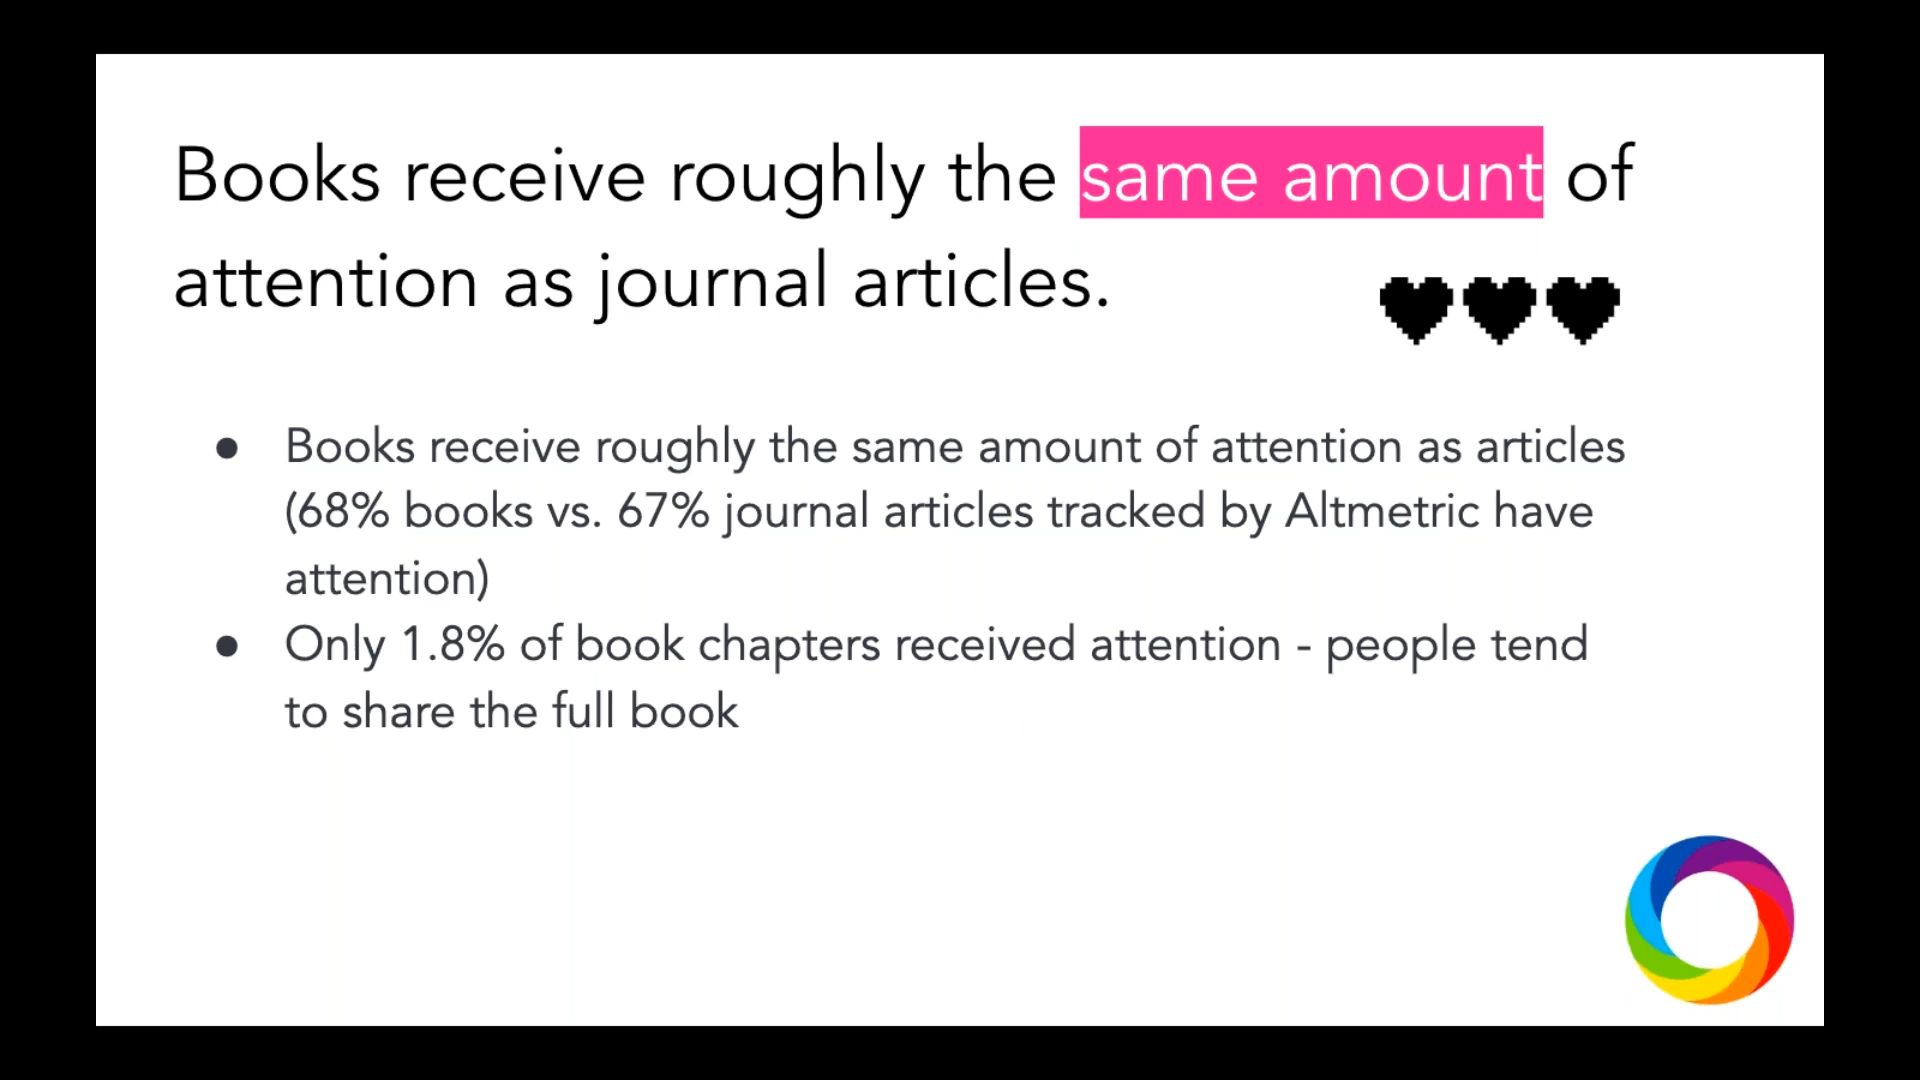 Books receive roughly the same amount of
attention as journal articles.
● Books receive roughly the same amount of attention as articles
(68% books vs. 67% journal articles tracked by Altmetric have
attention)
● Only 1.8% of book chapters received attention - people tend
to share the full book